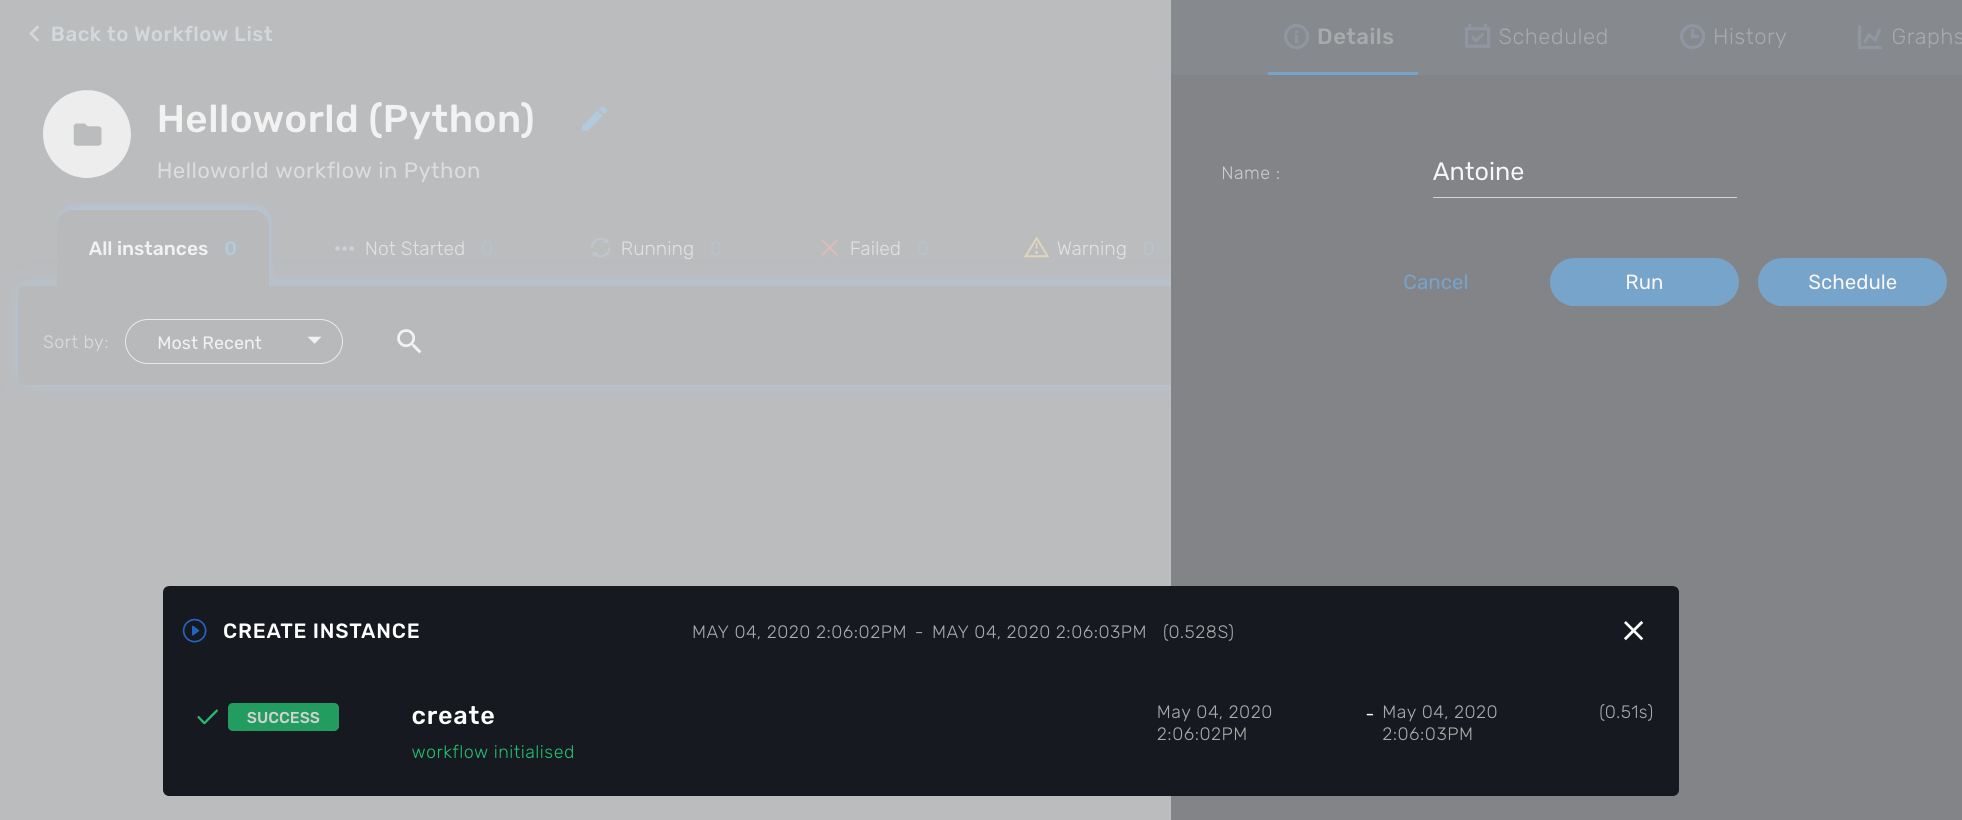 Back to Workflow List
Helloworld (Python)
Helloworld workflow in Python
All instances 0
Not Started 0
Running 0
Failed 0
Warning 0
Sort by: Most Recent
Details
Scheduled
History
Graphs
Name : Antoine
Cancel
Run
Schedule
CREATE INSTANCE
MAY 04, 2020 2:06:02PM - MAY 04, 2020 2:06:03PM (0.528S)
SUCCESS
create
workflow initialised
May 04, 2020
2:06:02PM
- May 04, 2020
2:06:03PM
(0.51s)